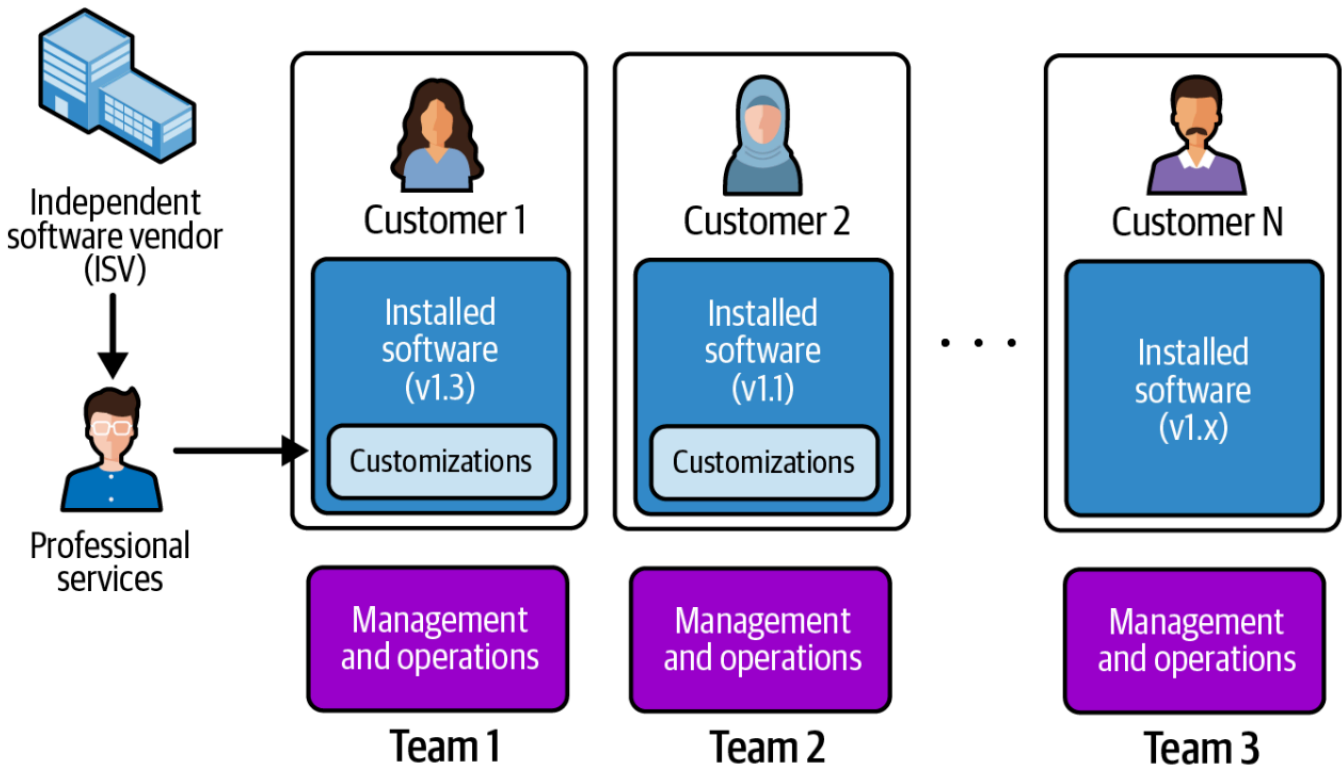 Independent
software vendor
(ISV)
Professional
services
Customer 1
Installed
software
(v1.3)
Customizations
Management
and operations
Team 1
Customer 2
Installed
software
(v1.1)
Customizations
Management
and operations
Team 2
. . .
Customer N
Installed
software
(v1.x)
Management
and operations
Team 3